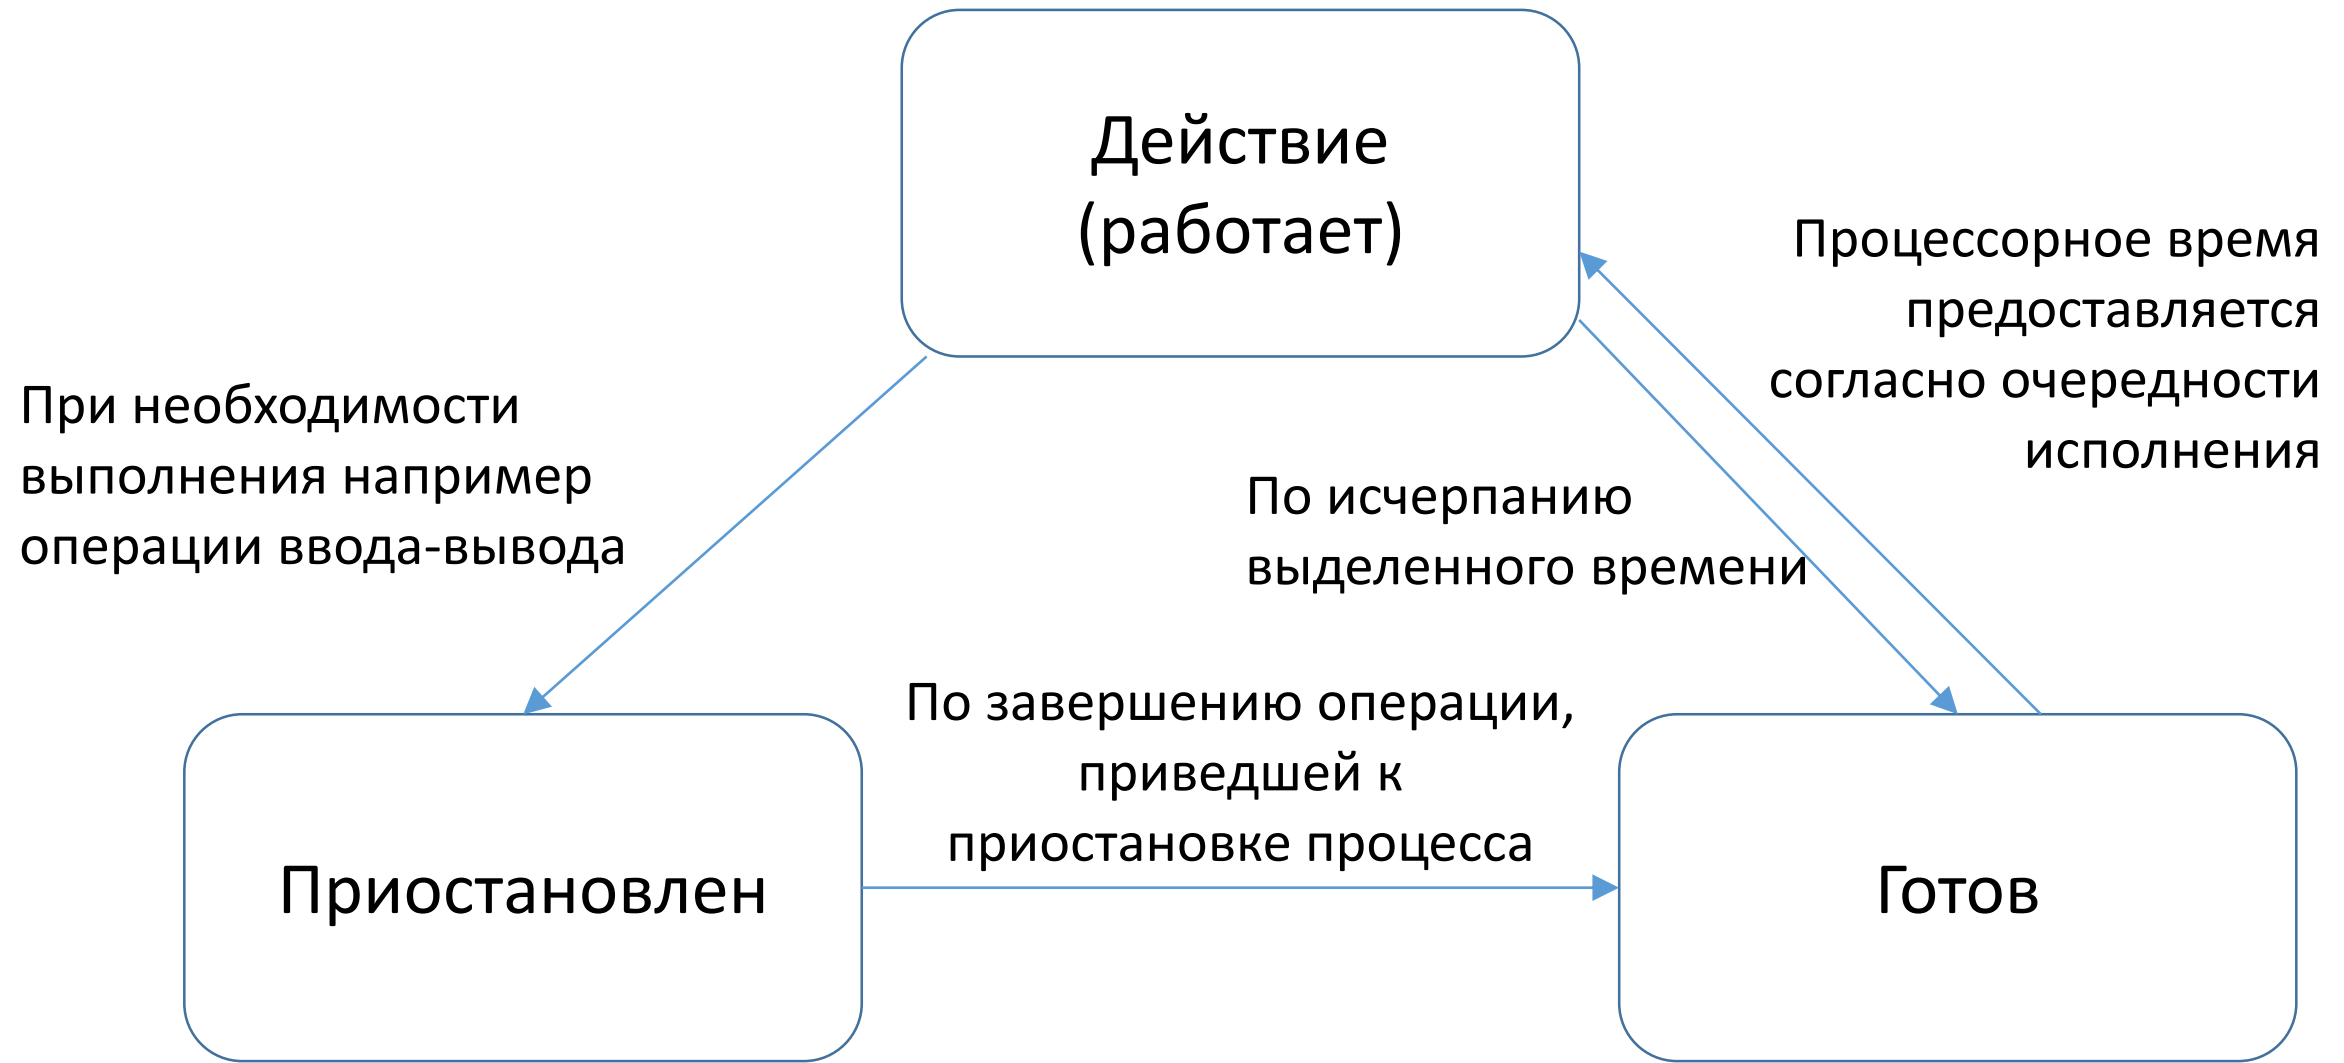 Действие
(работает)
Процессорное время
предоставляется
согласно очередности
исполнения
При необходимости
выполнения например
операции ввода-вывода
По исчерпанию
выделенного времени
По завершению операции,
приведшей к
приостановке процесса
Приостановлен
Готов